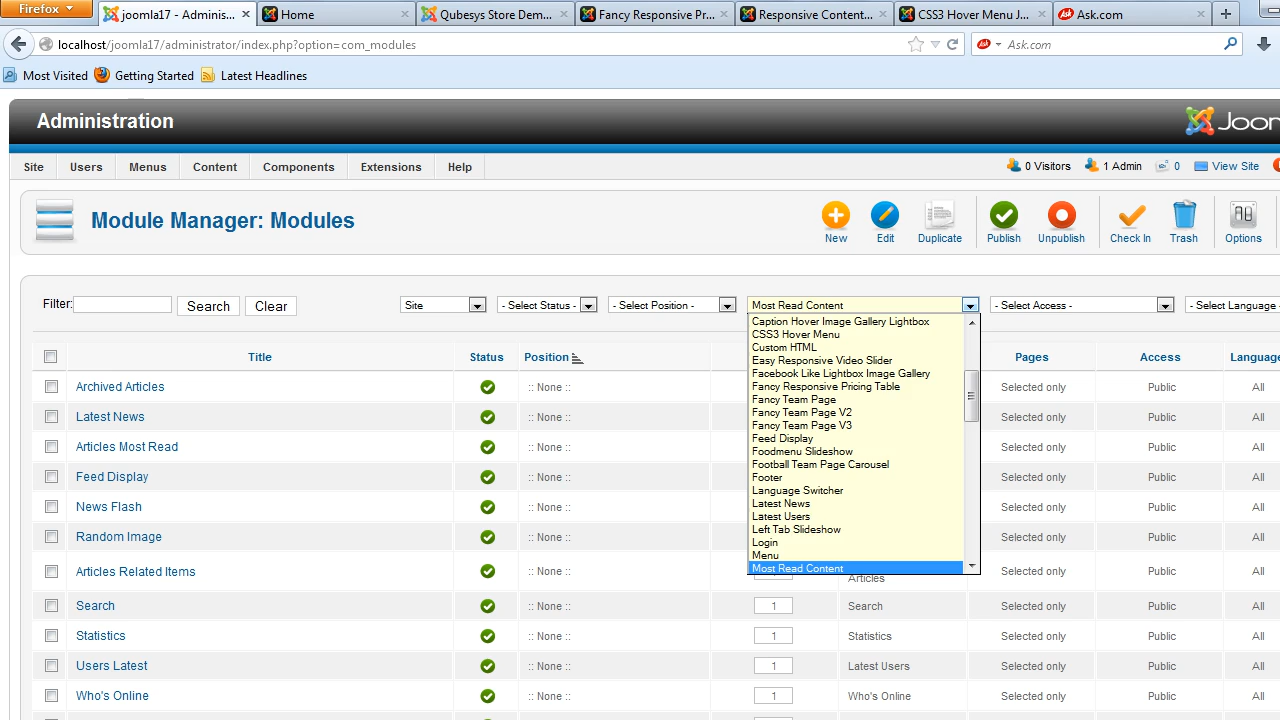 Firefox
joomla17 - Adminis...
Home
Qubesys Store Dem...
Fancy Responsive Pr...
Responsive Content...
CSS3 Hover Menu J...
Ask.com
localhost/joomla17/administrator/index.php?option=com_modules
Ask.com
Most Visited
Getting Started
Latest Headlines
Administration
Joom
Site
Users
Menus
Content
Components
Extensions
Help
0 Visitors
1 Admin
0
View Site
Module Manager: Modules
New
Edit
Duplicate
Publish
Unpublish
Check In
Trash
Options
Filter:
Search
Clear
Site
- Select Status -
- Select Position -
Most Read Content
- Select Access -
- Select Language -
Caption Hover Image Gallery Lightbox
CSS3 Hover Menu
Custom HTML
Easy Responsive Video Slider
Facebook Like Lightbox Image Gallery
Fancy Responsive Pricing Table
Fancy Team Page
Fancy Team Page V2
Fancy Team Page V3
Feed Display
Foodmenu Slideshow
Football Team Page Carousel
Footer
Language Switcher
Latest News
Latest Users
Left Tab Slideshow
Login
Menu
Most Read Content
Title
Status
Position
Pages
Access
Language
Archived Articles
:: None ::
Selected only
Public
All
Latest News
:: None ::
Selected only
Public
All
Articles Most Read
:: None ::
Selected only
Public
All
Feed Display
:: None ::
Selected only
Public
All
News Flash
:: None ::
Selected only
Public
All
Random Image
:: None ::
Selected only
Public
All
Articles Related Items
:: None ::
Articles
Selected only
Public
All
Search
:: None ::
1
Search
Selected only
Public
All
Statistics
:: None ::
1
Statistics
Selected only
Public
All
Users Latest
:: None ::
1
Latest Users
Selected only
Public
All
Who's Online
:: None ::
1
Who's Online
Selected only
Public
All